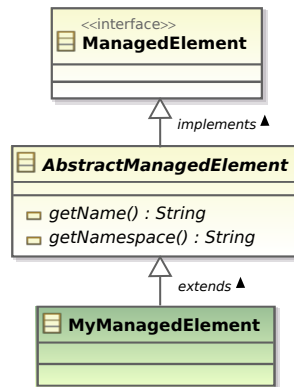 <<interface>>
ManagedElement
implements ▲
AbstractManagedElement
getName() : String
getNamespace() : String
extends ▲
MyManagedElement